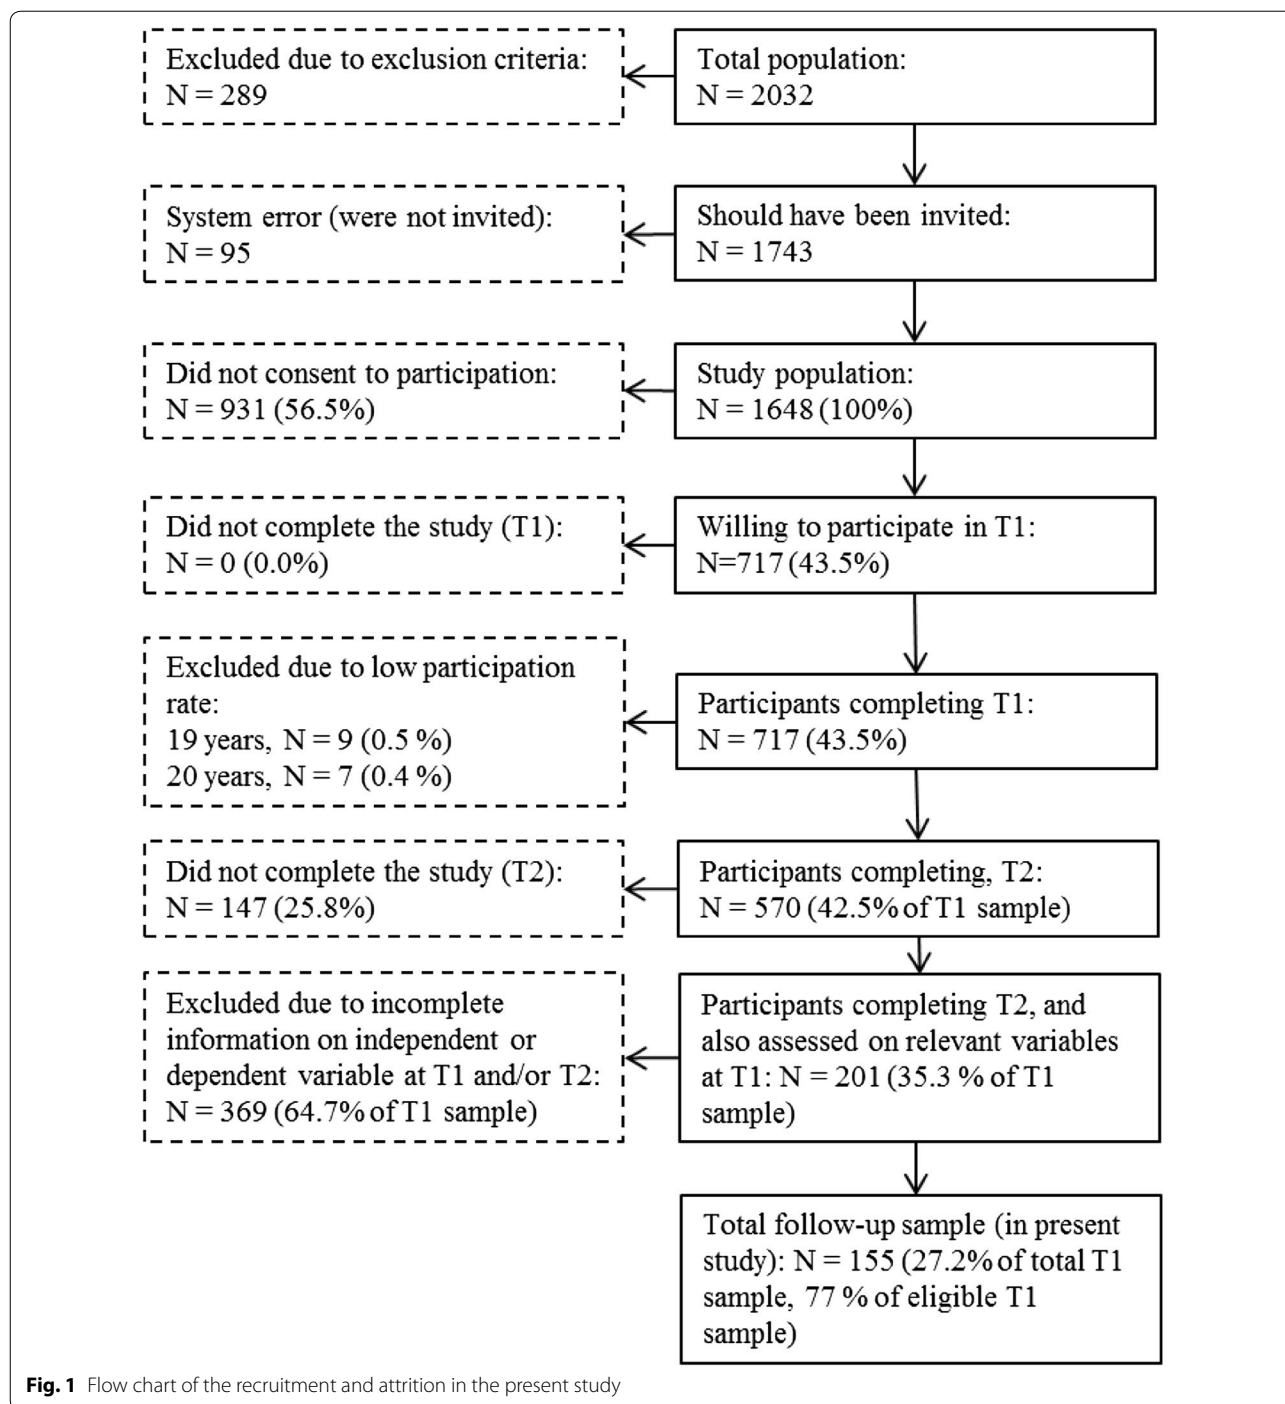 Excluded due to exclusion criteria:
N = 289
Total population:
N = 2032
System error (were not invited):
N = 95
Should have been invited:
N = 1743
Did not consent to participation:
N = 931 (56.5%)
Study population:
N = 1648 (100%)
Did not complete the study (T1):
N = 0 (0.0%)
Willing to participate in T1:
N=717 (43.5%)
Excluded due to low participation
rate:
19 years, N = 9 (0.5 %)
20 years, N = 7 (0.4 %)
Participants completing T1:
N = 717 (43.5%)
Did not complete the study (T2):
N = 147 (25.8%)
Participants completing, T2:
N = 570 (42.5% of T1 sample)
Excluded due to incomplete
information on independent or
dependent variable at T1 and/or T2:
N = 369 (64.7% of T1 sample)
Participants completing T2, and
also assessed on relevant variables
at T1: N = 201 (35.3 % of T1
sample)
Total follow-up sample (in present
study): N = 155 (27.2% of total T1
sample, 77 % of eligible T1
sample)
Fig. 1 Flow chart of the recruitment and attrition in the present study